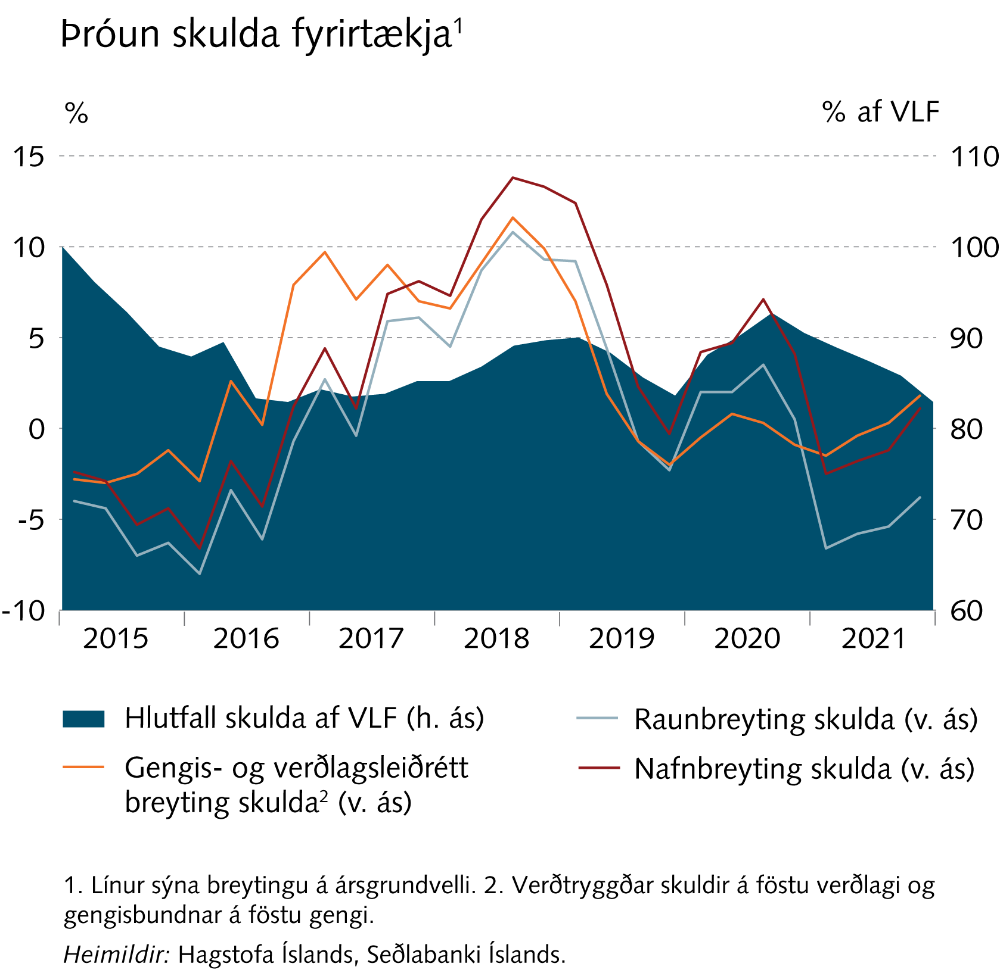 Þróun skulda fyrirtækja¹
% % af VLF
15 110
10 100
5 90
0 80
-5 70
-10 60
2015 2016 2017 2018 2019 2020 2021
Hlutfall skulda af VLF (h. ás)
Gengis- og verðlagsleiðrétt
breyting skulda² (v. ás)
Raunbreyting skulda (v. ás)
Nafnbreyting skulda (v. ás)
1. Línur sýna breytingu á ársgrundvelli. 2. Verðtryggðar skuldir á föstu verðlagi og
gengisbundnar á föstu gengi.
Heimildir: Hagstofa Íslands, Seðlabanki Íslands.